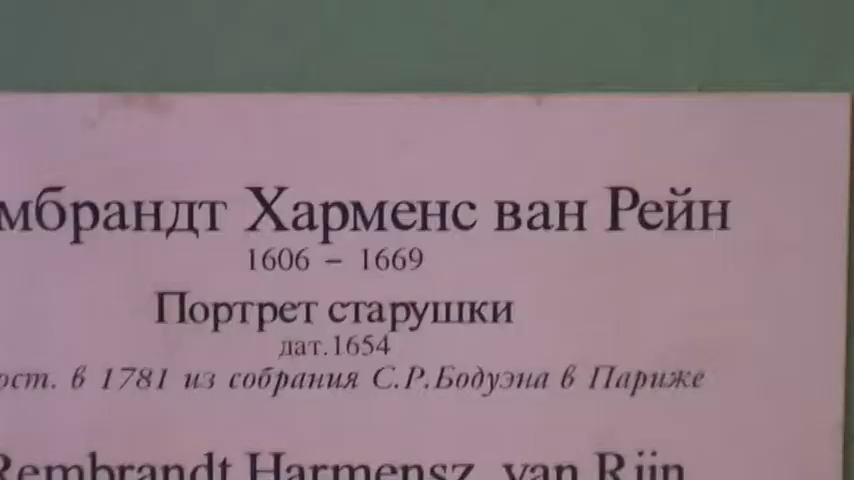 мбрандт Харменс ван Рейн
1606 – 1669
Портрет старушки
дат.1654
ост. в 1781 из собрания С.Р.Бодуэна в Париже
Rembrandt Harmensz. van Rijn